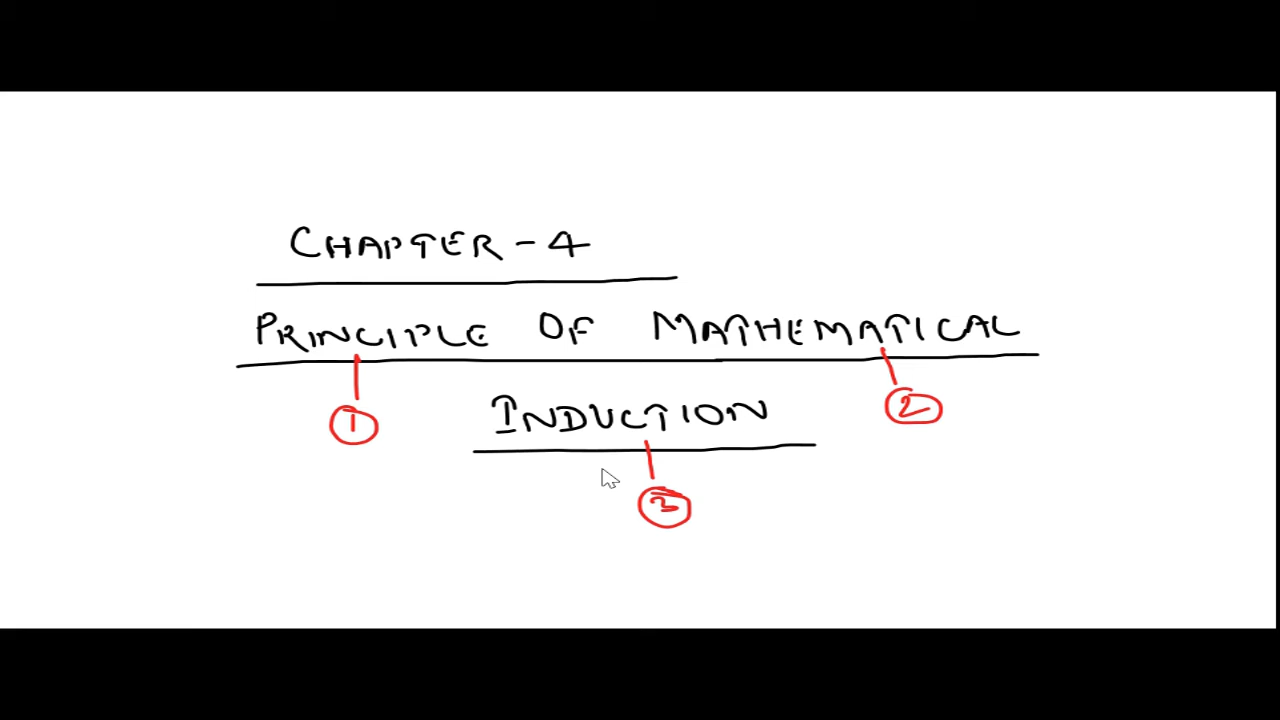 CHAPTER-4
PRINCIPLE OF MATHEMATICAL
1
2
INDUCTION
3